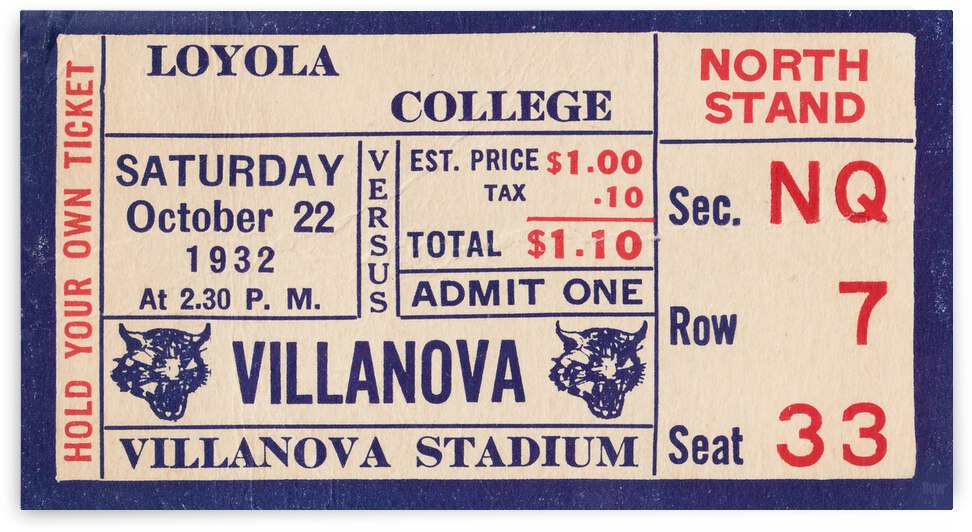 HOLD YOUR OWN TICKET
LOYOLA
COLLEGE
SATURDAY
October 22
1932
At 2.30 P. M.
VERSUS
EST. PRICE $1.00
TAX .10
TOTAL $1.10
ADMIT ONE
VILLANOVA
VILLANOVA STADIUM
NORTH
STAND
Sec. NQ
Row 7
Seat 33